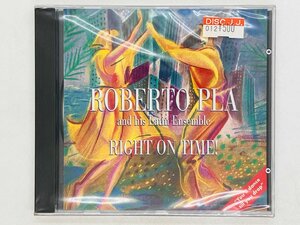 DISC J.J.
ROBERTO PLA
and his Latin Ensemble
RIGHT ON TIME!